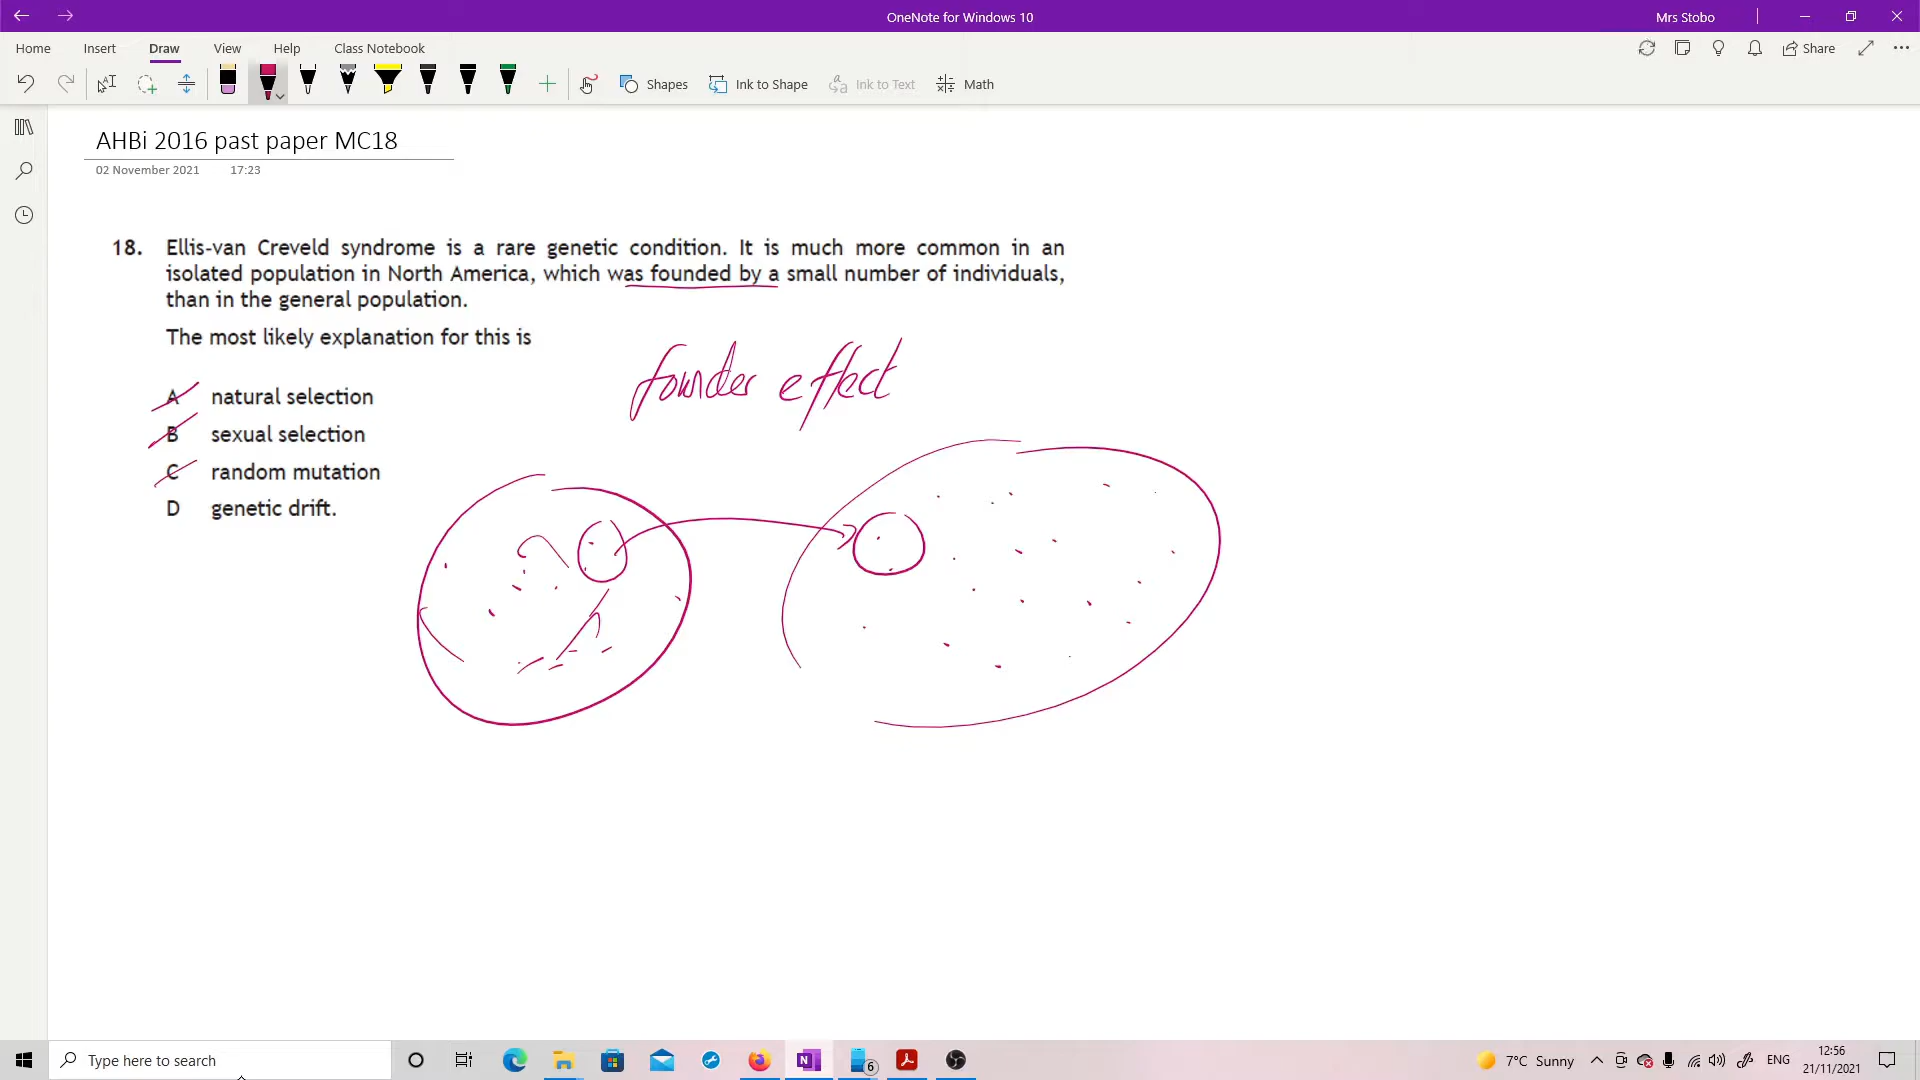 OneNote for Windows 10
Mrs Stobo
Home Insert Draw View Help Class Notebook
Share
Shapes Ink to Shape Ink to Text Math
AHBi 2016 past paper MC18
02 November 2021 17:23
18. Ellis-van Creveld syndrome is a rare genetic condition. It is much more common in an
isolated population in North America, which was founded by a small number of individuals,
than in the general population.
The most likely explanation for this is
founder effect
A natural selection
B sexual selection
C random mutation
D genetic drift.
Type here to search
6
7°C Sunny
ENG
12:56
21/11/2021